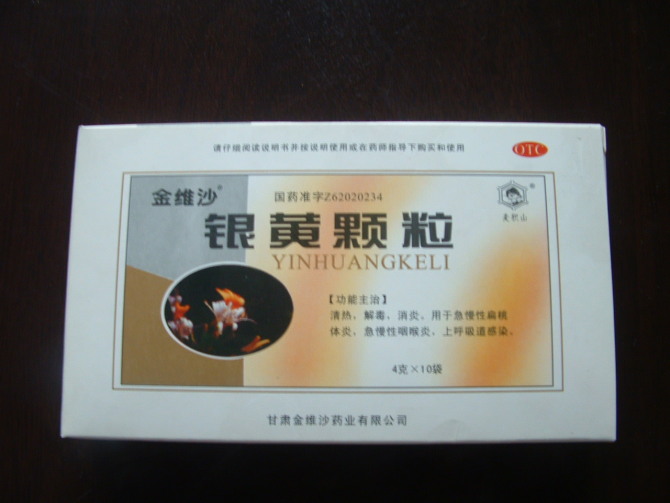 请仔细阅读说明书并按说明使用或在药师指导下购买和使用
OTC
金维沙®
国药准字Z62020234
麦积山®
银黄颗粒
YINHUANGKELI
【功能主治】
清热、解毒、消炎。用于急慢性扁桃
体炎、急慢性咽喉炎、上呼吸道感染。
4克×10袋
甘肃金维沙药业有限公司